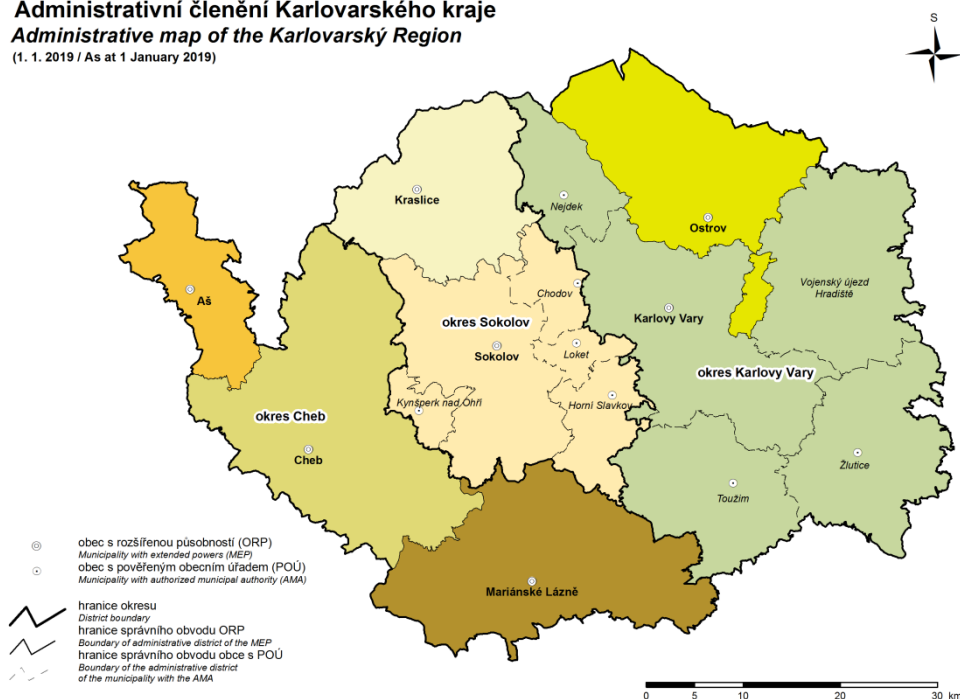 Administrativní členění Karlovarského kraje
Administrative map of the Karlovarský Region
(1. 1. 2019 / As at 1 January 2019)
S
Kraslice
Nejdek
Ostrov
Aš
Chodov
Vojenský újezd
Hradiště
Karlovy Vary
okres Sokolov
Sokolov
Loket
okres Karlovy Vary
Kynšperk nad Ohří
Horní Slavkov
okres Cheb
Cheb
Žlutice
Toužim
Mariánské Lázně
obec s rozšířenou působností (ORP)
Municipality with extended powers (MEP)
obec s pověřeným obecním úřadem (POÚ)
Municipality with authorized municipal authority (AMA)
hranice okresu
District boundary
hranice správního obvodu ORP
Boundary of administrative district of the MEP
hranice správního obvodu obce s POÚ
Boundary of the administrative district
of the municipality with the AMA
0 5 10 20 30 km